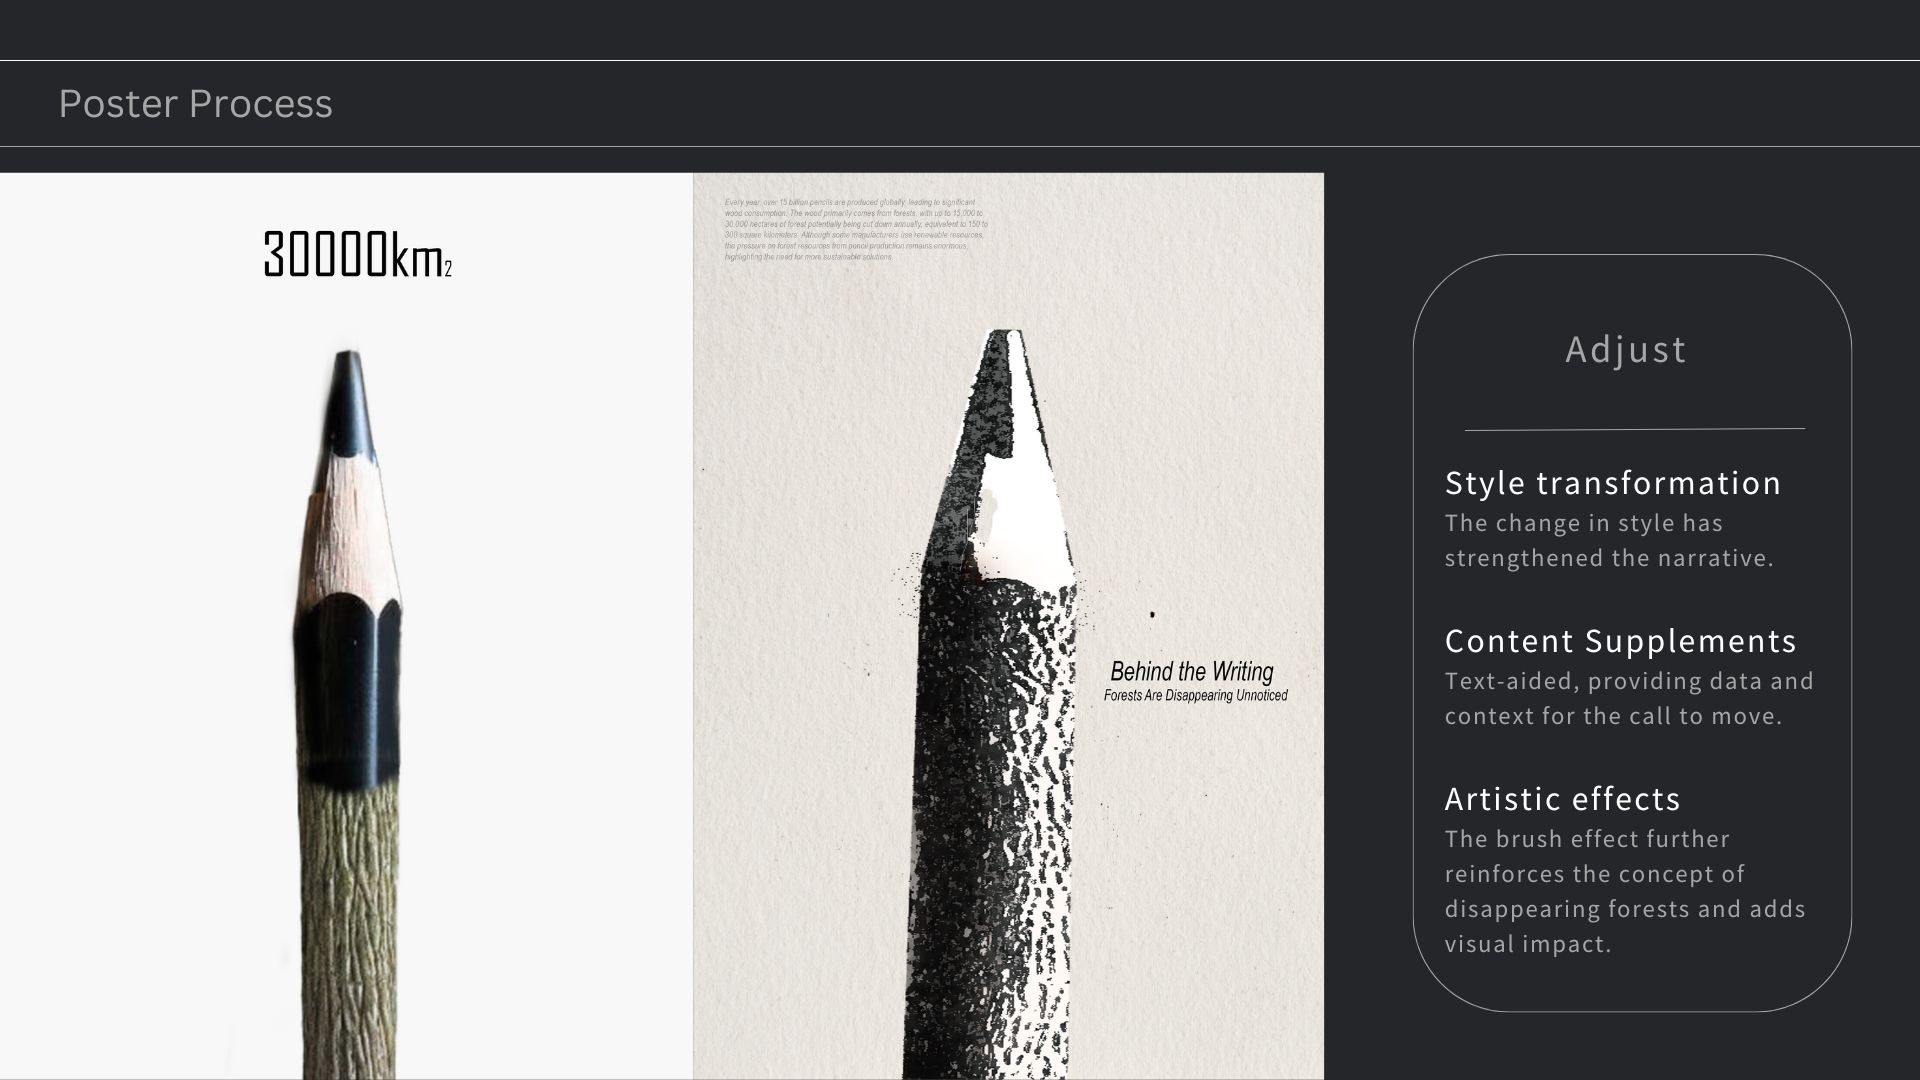 Poster Process
30000km2
Every year, over 15 billion pencils are produced globally, leading to significant
wood consumption. The wood primarily comes from forests, with up to 15,000 to
30,000 hectares of forest potentially being cut down annually, equivalent to 150 to
300 square kilometers. Although some manufacturers use renewable resources,
the pressure on forest resources from pencil production remains enormous,
highlighting the need for more sustainable solutions.
Behind the Writing
Forests Are Disappearing Unnoticed
Adjust
Style transformation
The change in style has
strengthened the narrative.
Content Supplements
Text-aided, providing data and
context for the call to move.
Artistic effects
The brush effect further
reinforces the concept of
disappearing forests and adds
visual impact.